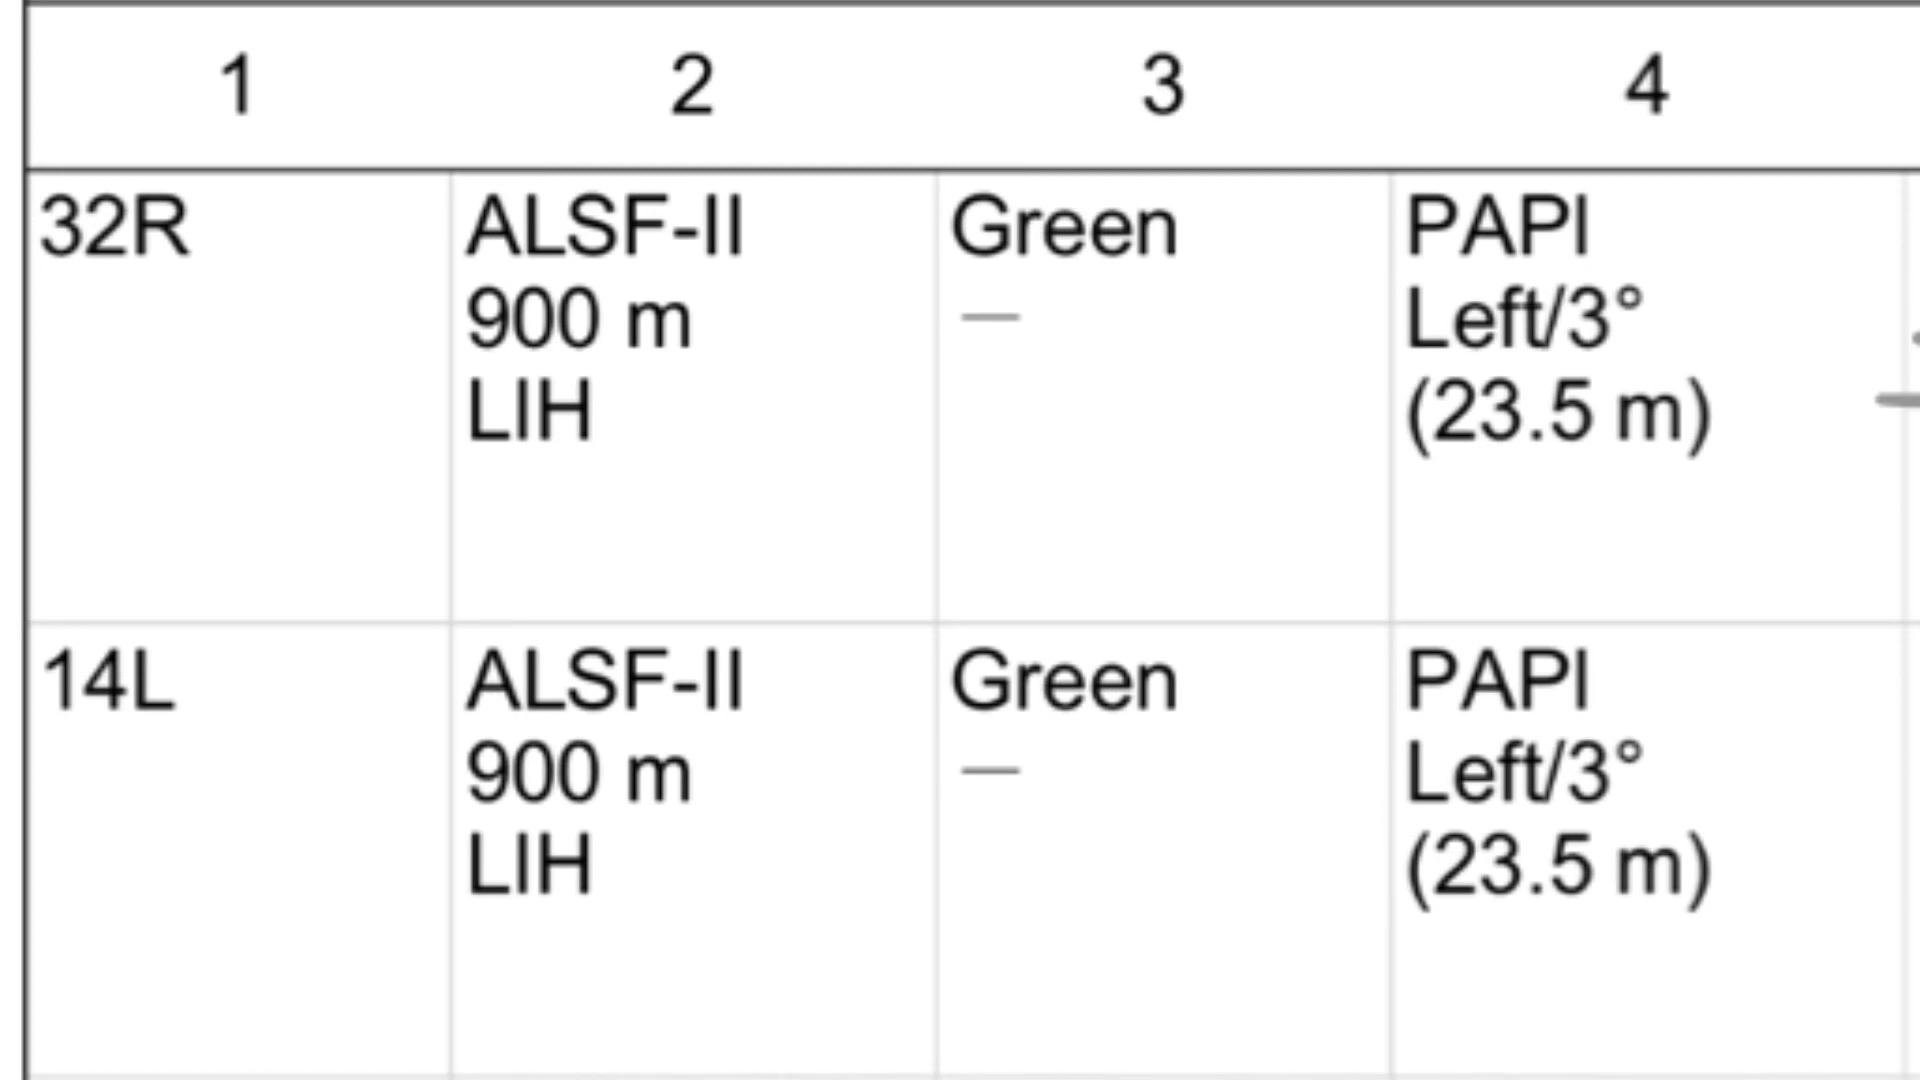 1 2 3 4
32R ALSF-II Green PAPI
900 m — Left/3°
LIH (23.5 m)
14L ALSF-II Green PAPI
900 m — Left/3°
LIH (23.5 m)